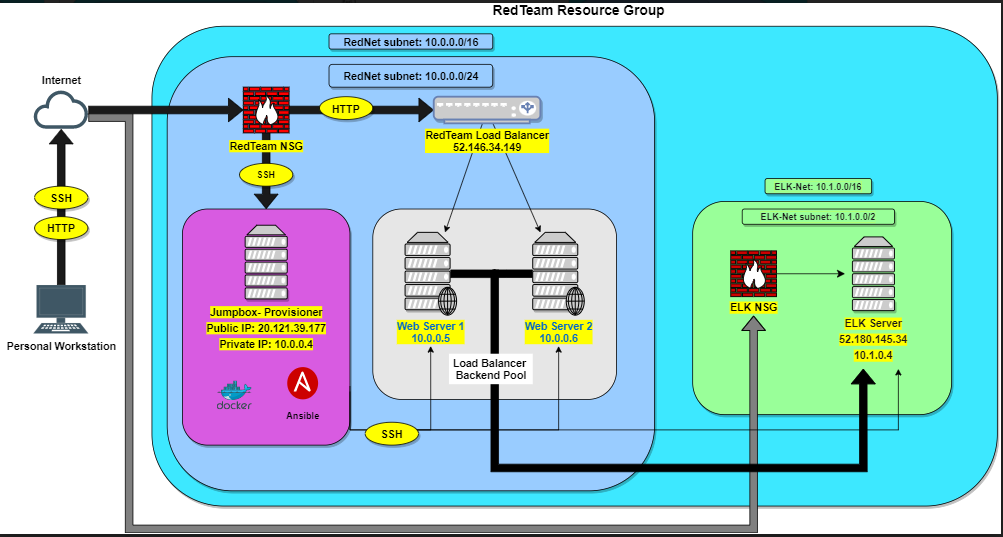 RedTeam Resource Group
RedNet subnet: 10.0.0.0/16
RedNet subnet: 10.0.0.0/24
Internet
HTTP
RedTeam Load Balancer
52.146.34.149
RedTeam NSG
SSH
SSH
HTTP
Personal Workstation
Jumpbox- Provisioner
Public IP: 20.121.39.177
Private IP: 10.0.0.4
docker
Ansible
Web Server 1
10.0.0.5
Web Server 2
10.0.0.6
Load Balancer
Backend Pool
SSH
ELK-Net: 10.1.0.0/16
ELK-Net subnet: 10.1.0.0/2
ELK NSG
ELK Server
52.180.145.34
10.1.0.4